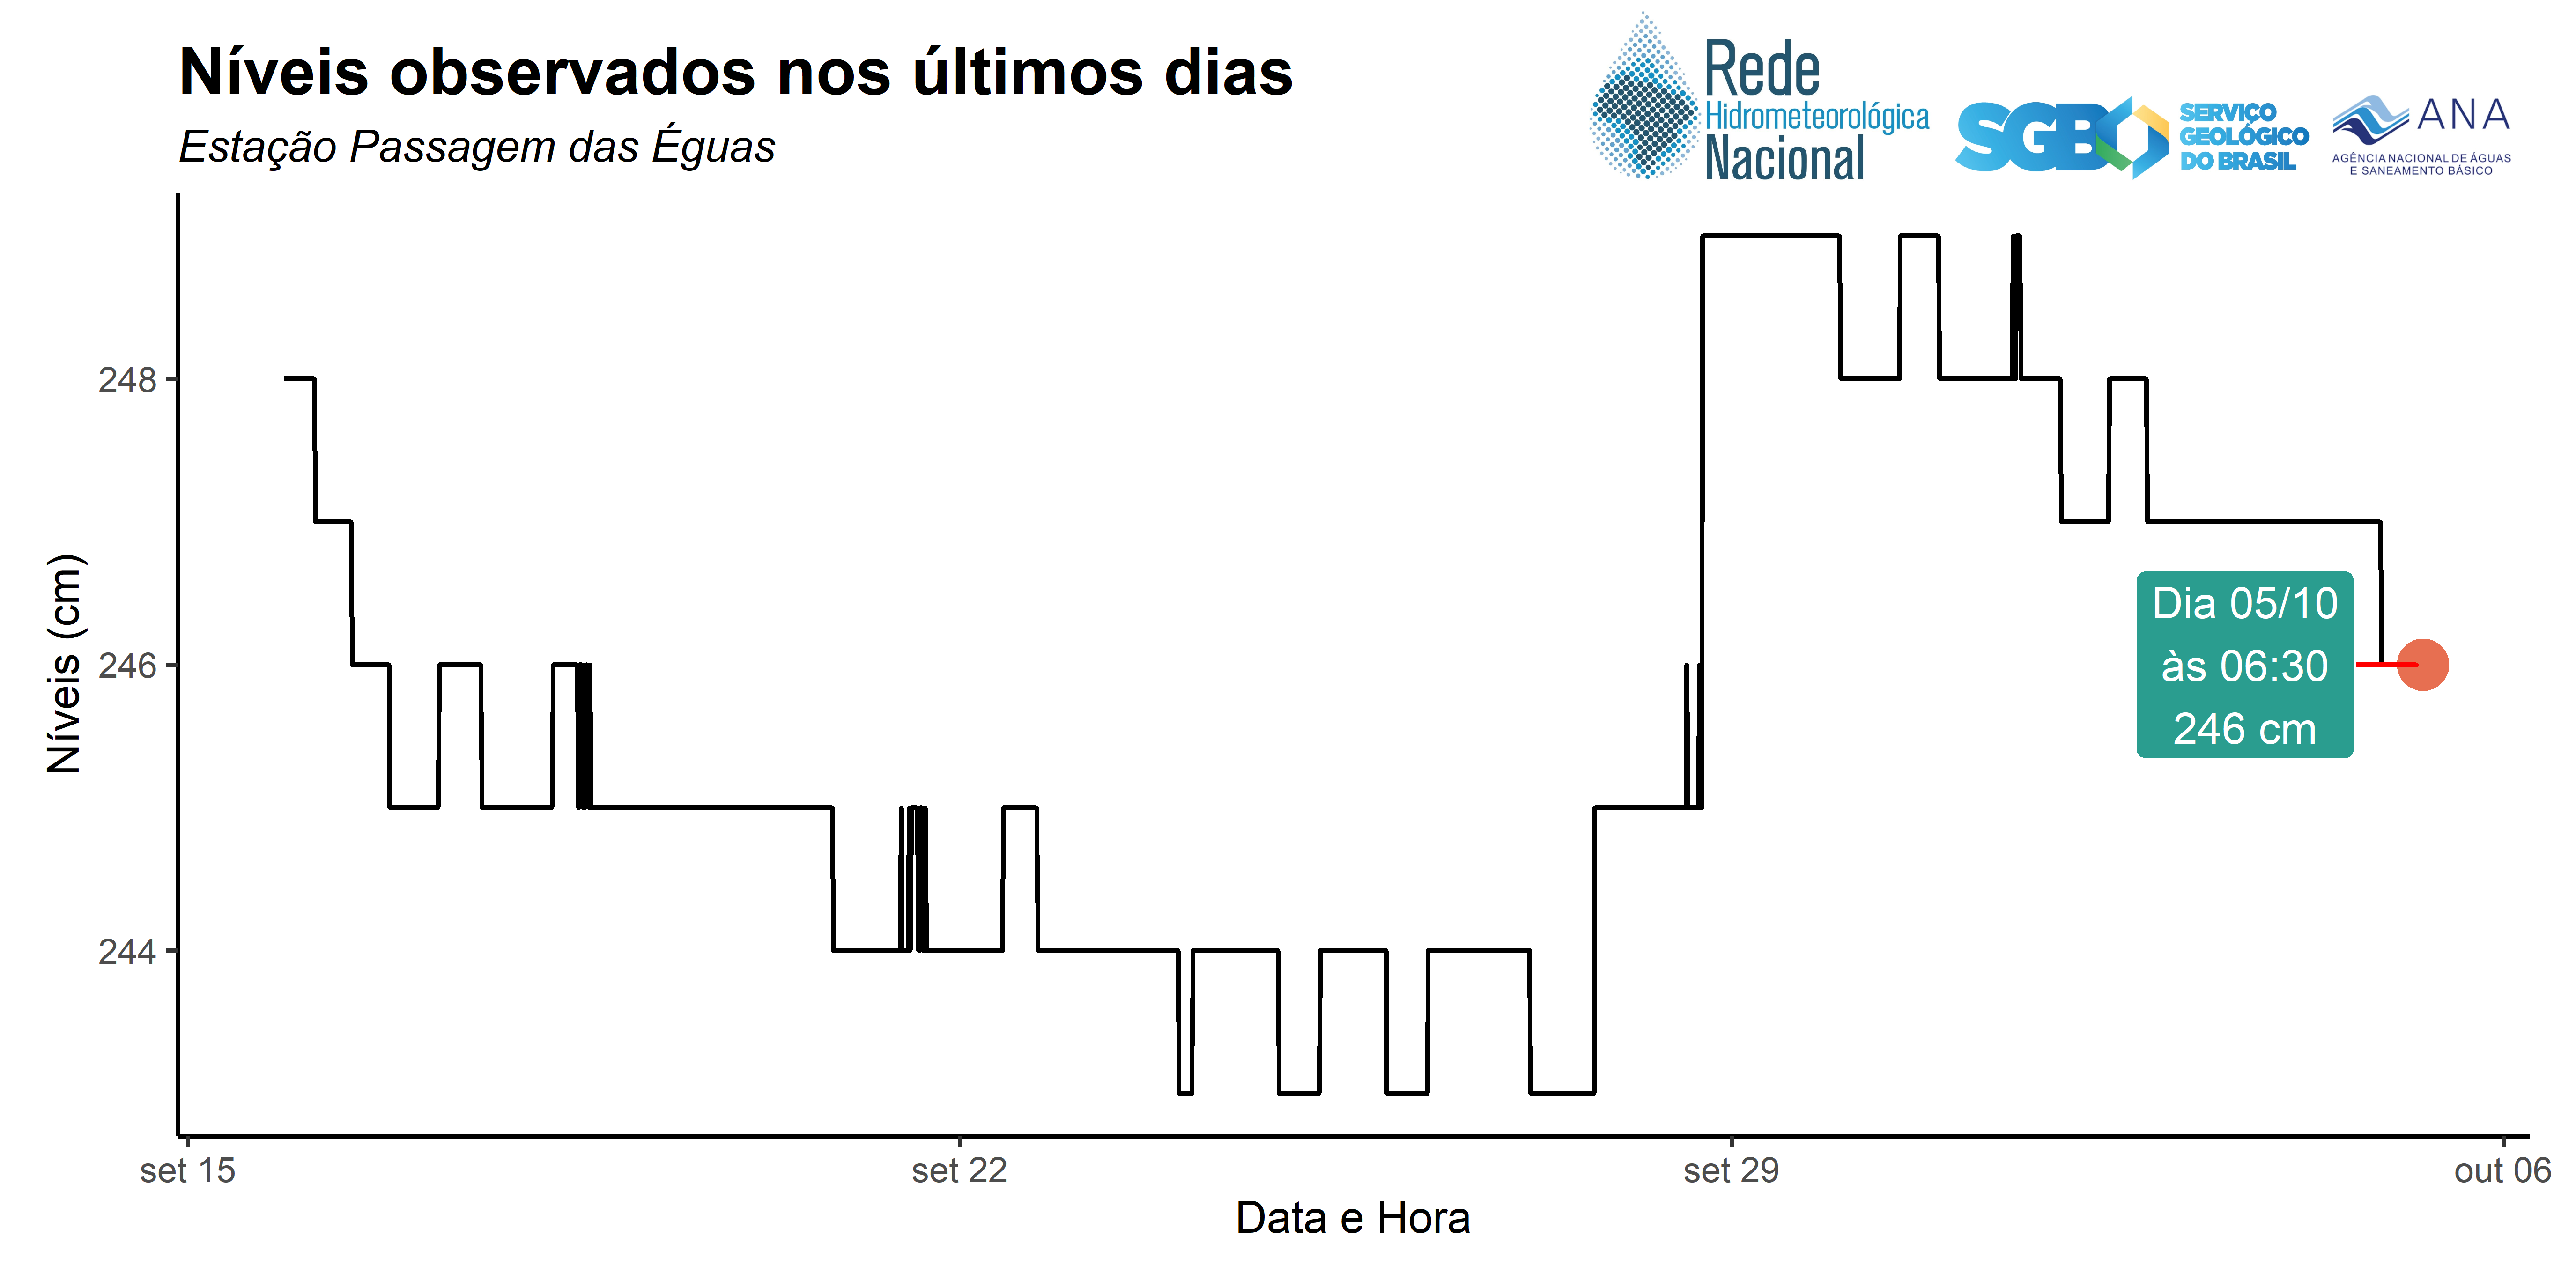 Níveis observados nos últimos dias
Estação Passagem das Éguas
Rede
Hidrometeorológica
Nacional
SGB
SERVIÇO
GEOLÓGICO
DO BRASIL
ANA
AGÊNCIA NACIONAL DE ÁGUAS
E SANEAMENTO BÁSICO
Níveis (cm)
248
246
244
Dia 05/10
às 06:30
246 cm
set 15
set 22
set 29
out 06
Data e Hora